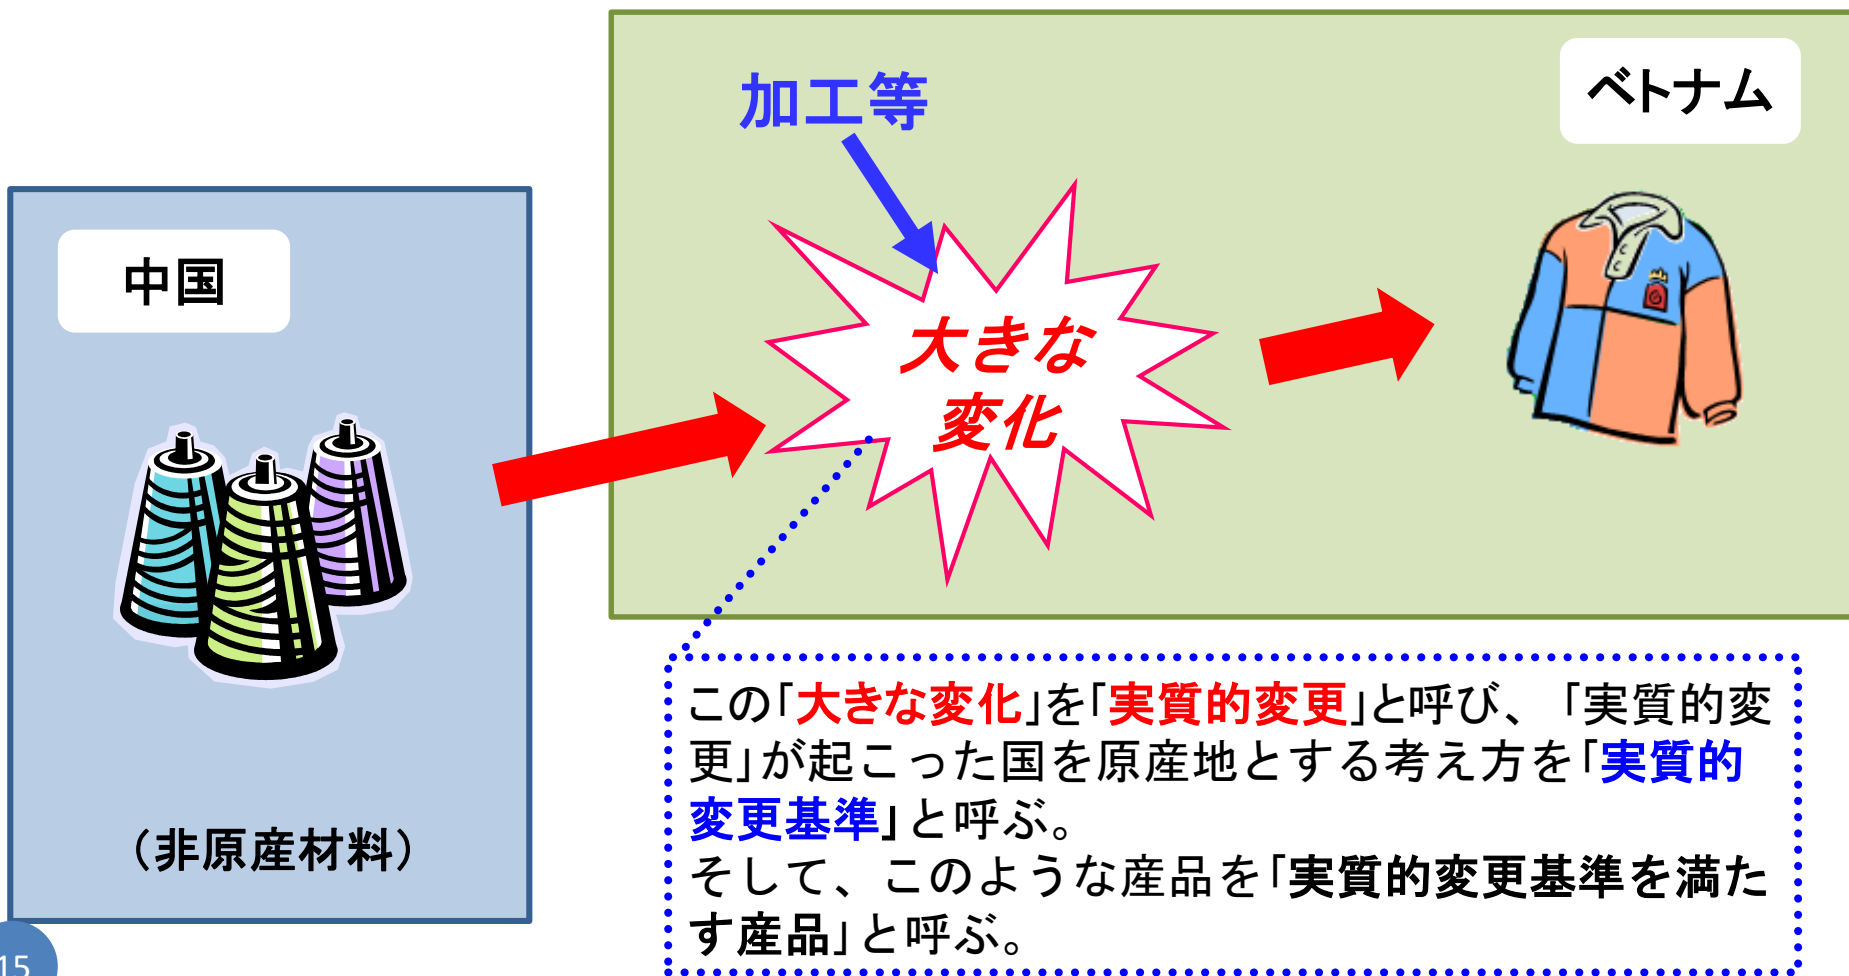 加工等
ベトナム
中国
大きな
変化
（非原産材料）
この「大きな変化」を「実質的変更」と呼び、「実質的変
更」が起こった国を原産地とする考え方を「実質的
変更基準」と呼ぶ。
そして、このような産品を「実質的変更基準を満た
す産品」と呼ぶ。
15